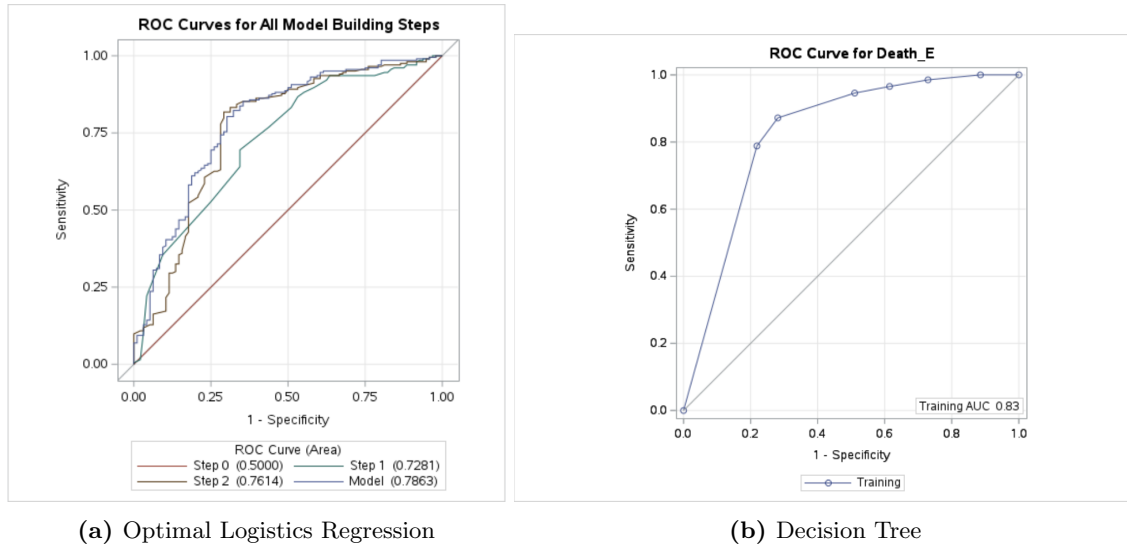 ROC Curves for All Model Building Steps
1.00
0.75
0.50
0.25
0.00
Sensitivity
0.00 0.25 0.50 0.75 1.00
1 - Specificity
ROC Curve (Area)
Step 0 (0.5000) Step 1 (0.7281)
Step 2 (0.7614) Model (0.7863)
(a) Optimal Logistics Regression
ROC Curve for Death_E
1.0
0.8
0.6
0.4
0.2
0.0
Sensitivity
Training AUC 0.83
0.0 0.2 0.4 0.6 0.8 1.0
1 - Specificity
Training
(b) Decision Tree